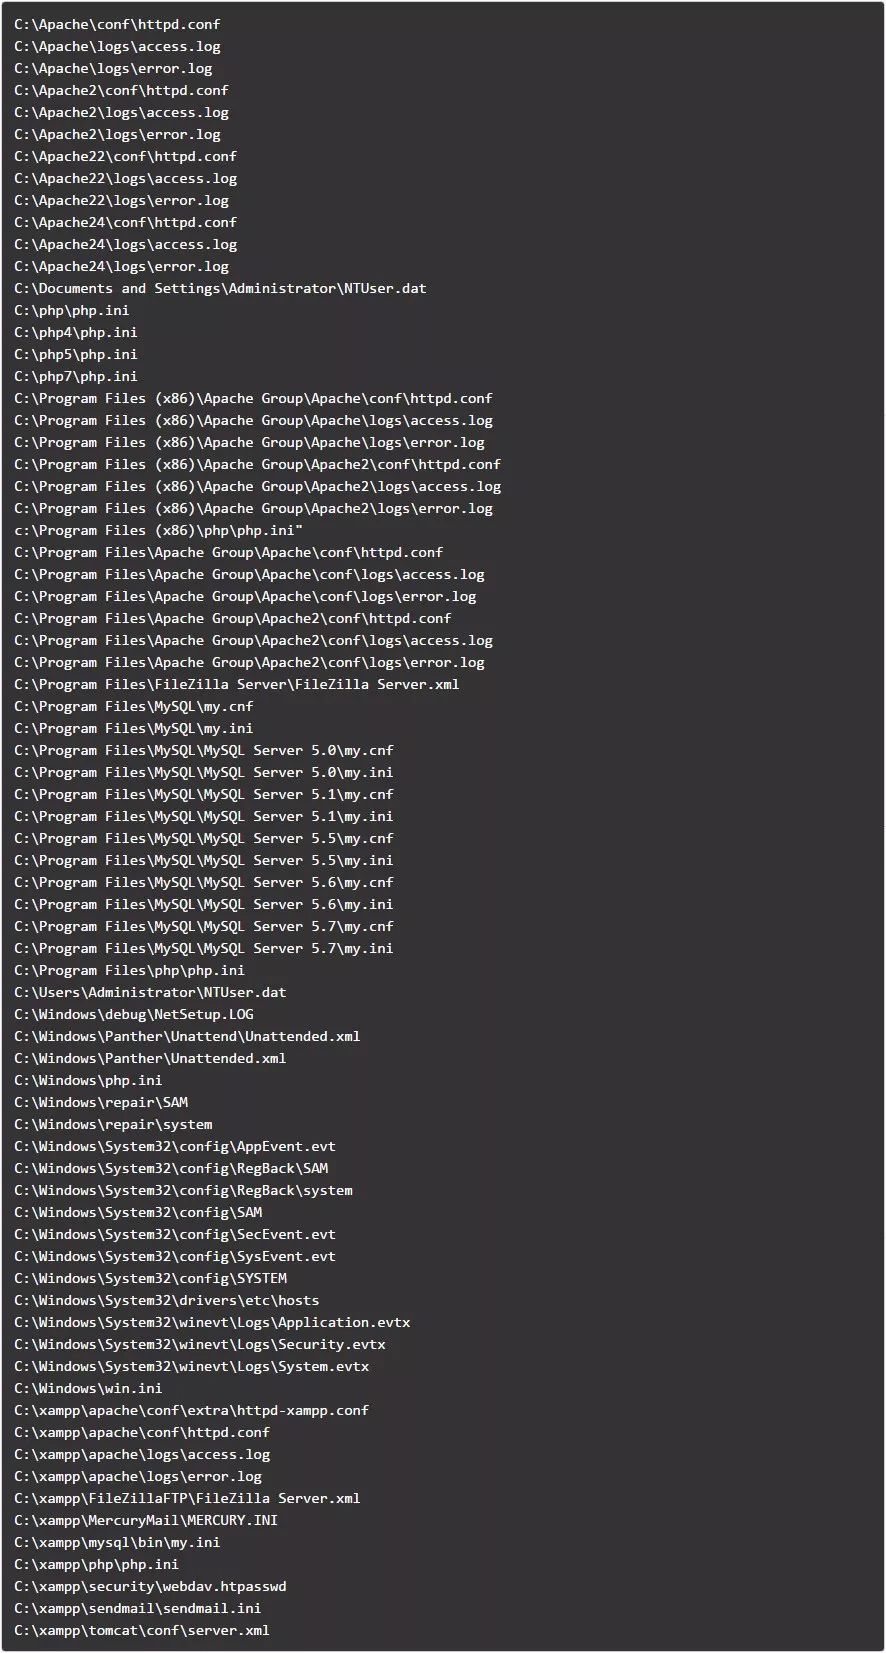 C:\Apache\conf\httpd.conf
C:\Apache\logs\access.log
C:\Apache\logs\error.log
C:\Apache2\conf\httpd.conf
C:\Apache2\logs\access.log
C:\Apache2\logs\error.log
C:\Apache22\conf\httpd.conf
C:\Apache22\logs\access.log
C:\Apache22\logs\error.log
C:\Apache24\conf\httpd.conf
C:\Apache24\logs\access.log
C:\Apache24\logs\error.log
C:\Documents and Settings\Administrator\NTUser.dat
C:\php\php.ini
C:\php4\php.ini
C:\php5\php.ini
C:\php7\php.ini
C:\Program Files (x86)\Apache Group\Apache\conf\httpd.conf
C:\Program Files (x86)\Apache Group\Apache\logs\access.log
C:\Program Files (x86)\Apache Group\Apache\logs\error.log
C:\Program Files (x86)\Apache Group\Apache2\conf\httpd.conf
C:\Program Files (x86)\Apache Group\Apache2\logs\access.log
C:\Program Files (x86)\Apache Group\Apache2\logs\error.log
c:\Program Files (x86)\php\php.ini"
C:\Program Files\Apache Group\Apache\conf\httpd.conf
C:\Program Files\Apache Group\Apache\conf\logs\access.log
C:\Program Files\Apache Group\Apache\conf\logs\error.log
C:\Program Files\Apache Group\Apache2\conf\httpd.conf
C:\Program Files\Apache Group\Apache2\conf\logs\access.log
C:\Program Files\Apache Group\Apache2\conf\logs\error.log
C:\Program Files\FileZilla Server\FileZilla Server.xml
C:\Program Files\MySQL\my.cnf
C:\Program Files\MySQL\my.ini
C:\Program Files\MySQL\MySQL Server 5.0\my.cnf
C:\Program Files\MySQL\MySQL Server 5.0\my.ini
C:\Program Files\MySQL\MySQL Server 5.1\my.cnf
C:\Program Files\MySQL\MySQL Server 5.1\my.ini
C:\Program Files\MySQL\MySQL Server 5.5\my.cnf
C:\Program Files\MySQL\MySQL Server 5.5\my.ini
C:\Program Files\MySQL\MySQL Server 5.6\my.cnf
C:\Program Files\MySQL\MySQL Server 5.6\my.ini
C:\Program Files\MySQL\MySQL Server 5.7\my.cnf
C:\Program Files\MySQL\MySQL Server 5.7\my.ini
C:\Program Files\php\php.ini
C:\Users\Administrator\NTUser.dat
C:\Windows\debug\NetSetup.LOG
C:\Windows\Panther\Unattend\Unattended.xml
C:\Windows\Panther\Unattended.xml
C:\Windows\php.ini
C:\Windows\repair\SAM
C:\Windows\repair\system
C:\Windows\System32\config\AppEvent.evt
C:\Windows\System32\config\RegBack\SAM
C:\Windows\System32\config\RegBack\system
C:\Windows\System32\config\SAM
C:\Windows\System32\config\SecEvent.evt
C:\Windows\System32\config\SysEvent.evt
C:\Windows\System32\config\SYSTEM
C:\Windows\System32\drivers\etc\hosts
C:\Windows\System32\winevt\Logs\Application.evtx
C:\Windows\System32\winevt\Logs\Security.evtx
C:\Windows\System32\winevt\Logs\System.evtx
C:\Windows\win.ini
C:\xampp\apache\conf\extra\httpd-xampp.conf
C:\xampp\apache\conf\httpd.conf
C:\xampp\apache\logs\access.log
C:\xampp\apache\logs\error.log
C:\xampp\FileZillaFTP\FileZilla Server.xml
C:\xampp\MercuryMail\MERCURY.INI
C:\xampp\mysql\bin\my.ini
C:\xampp\php\php.ini
C:\xampp\security\webdav.htpasswd
C:\xampp\sendmail\sendmail.ini
C:\xampp\tomcat\conf\server.xml